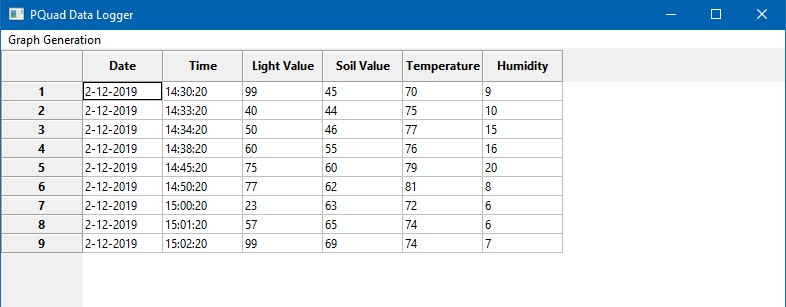 PQuad Data Logger
Graph Generation
Date Time Light Value Soil Value Temperature Humidity
1 2-12-2019 14:30:20 99 45 70 9
2 2-12-2019 14:33:20 40 44 75 10
3 2-12-2019 14:34:20 50 46 77 15
4 2-12-2019 14:38:20 60 55 76 16
5 2-12-2019 14:45:20 75 60 79 20
6 2-12-2019 14:50:20 77 62 81 8
7 2-12-2019 15:00:20 23 63 72 6
8 2-12-2019 15:01:20 57 65 74 6
9 2-12-2019 15:02:20 99 69 74 7